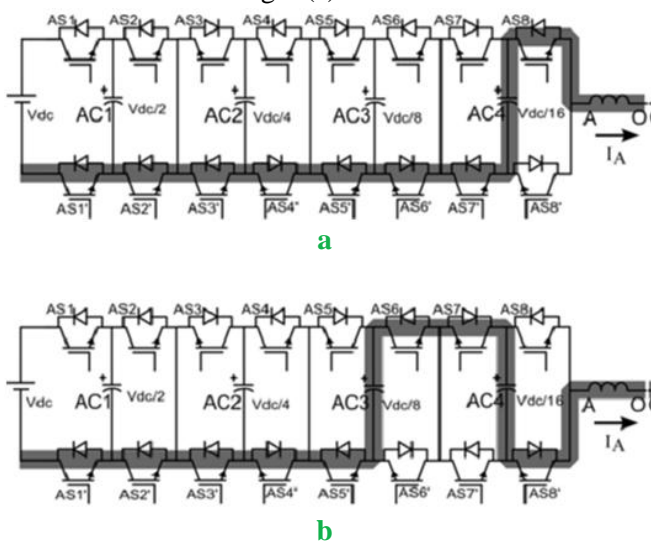 AS1 AS2 AS3 AS4 AS5 AS6 AS7 AS8
Vdc AC1 Vdc/2 AC2 Vdc/4 AC3 Vdc/8 AC4 Vdc/16 A O
I_A
AS1' AS2' AS3' AS4' AS5' AS6' AS7' AS8'
a
AS1 AS2 AS3 AS4 AS5 AS6 AS7 AS8
Vdc AC1 Vdc/2 AC2 Vdc/4 AC3 Vdc/8 AC4 Vdc/16 A O
I_A
AS1' AS2' AS3' AS4' AS5' AS6' AS7' AS8'
b